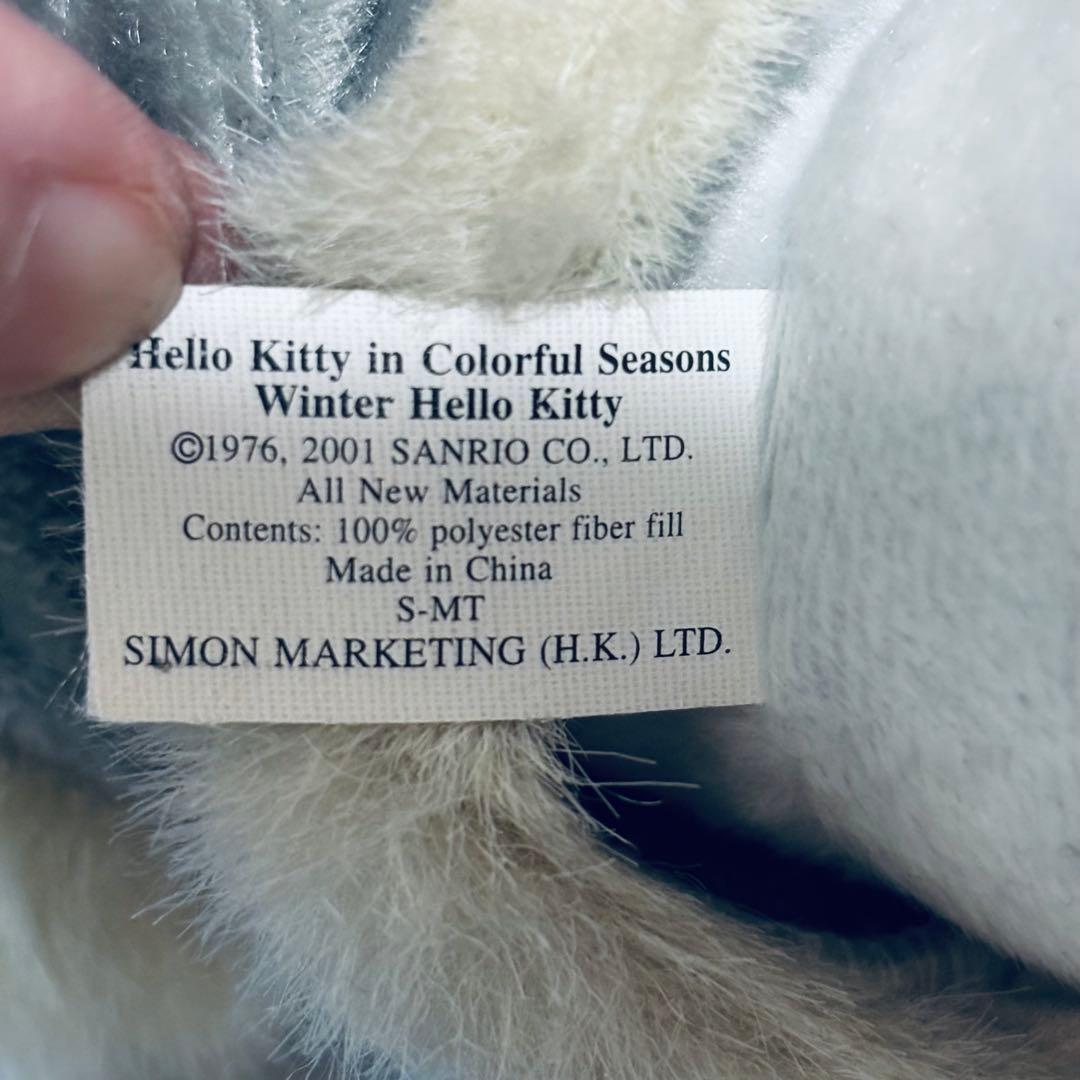 Hello Kitty in Colorful Seasons
Winter Hello Kitty
©1976, 2001 SANRIO CO., LTD.
All New Materials
Contents: 100% polyester fiber fill
Made in China
S-MT
SIMON MARKETING (H.K.) LTD.